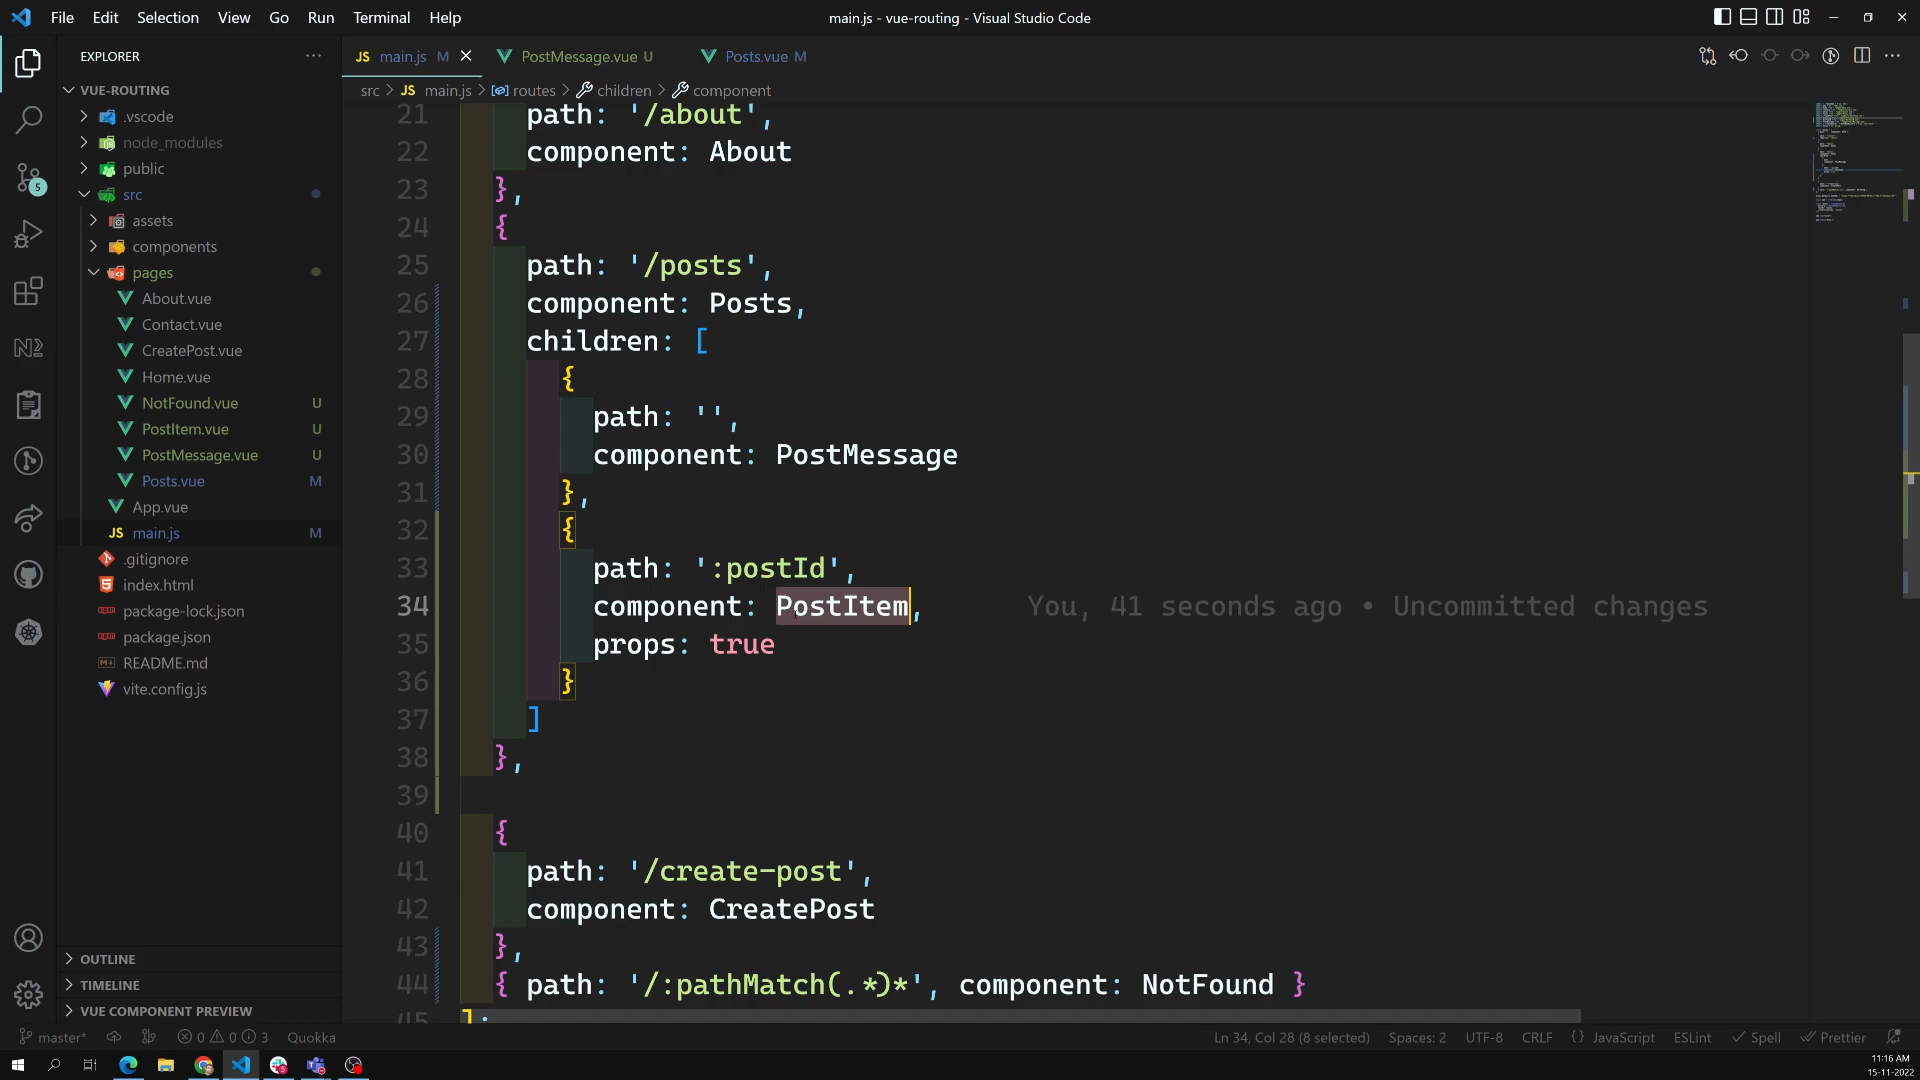 File Edit Selection View Go Run Terminal Help
main.js - vue-routing - Visual Studio Code
EXPLORER
JS main.js M
PostMessage.vue U
Posts.vue M
src > JS main.js > routes > children > component
VUE-ROUTING
.vscode
node_modules
public
src
assets
components
pages
About.vue
Contact.vue
CreatePost.vue
Home.vue
NotFound.vue U
PostItem.vue U
PostMessage.vue U
Posts.vue M
App.vue
JS main.js M
.gitignore
index.html
package-lock.json
package.json
README.md
vite.config.js
OUTLINE
TIMELINE
VUE COMPONENT PREVIEW
5
21 path: '/about',
22 component: About
23 },
24 {
25 path: '/posts',
26 component: Posts,
27 children: [
28 {
29 path: '',
30 component: PostMessage
31 },
32 {
33 path: ':postId',
34 component: PostItem, You, 41 seconds ago • Uncommitted changes
35 props: true
36 }
37 ]
38 },
39
40 {
41 path: '/create-post',
42 component: CreatePost
43 },
44 { path: '/:pathMatch(.*)*', component: NotFound }
45 ];
master* 0 0 3 Quokka
Ln 34, Col 28 (8 selected) Spaces: 2 UTF-8 CRLF {} JavaScript ESLint Spell Prettier
11:16 AM
15-11-2022